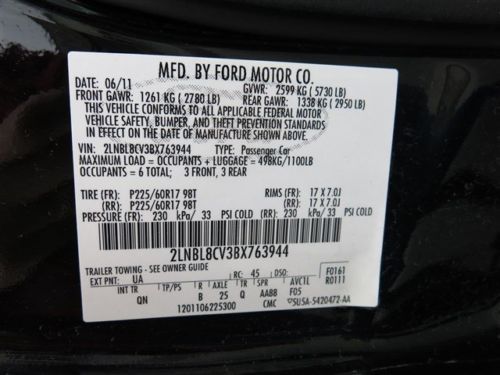 MFD. BY FORD MOTOR CO.
DATE: 06/11 GVWR: 2599 KG (5730 LB)
FRONT GAWR: 1261 KG (2780 LB) REAR GAWR: 1338 KG (2950 LB)
THIS VEHICLE CONFORMS TO ALL APPLICABLE FEDERAL MOTOR
VEHICLE SAFETY, BUMPER, AND THEFT PREVENTION STANDARDS
IN EFFECT ON THE DATE OF MANUFACTURE SHOWN ABOVE.
VIN: 2LNBL8CV3BX763944 TYPE: Passenger Car
MAXIMUM LOAD = OCCUPANTS + LUGGAGE = 498KG/1100LB
OCCUPANTS = 6 TOTAL; 3 FRONT, 3 REAR
TIRE (FR): P225/60R17 98T RIMS (FR): 17 X 7.0J
(RR): P225/60R17 98T (RR): 17 X 7.0J
PRESSURE (FR): 230 kPa/ 33 PSI COLD (RR): 230 kPa/ 33 PSI COLD
2LNBL8CV3BX763944
TRAILER TOWING - SEE OWNER GUIDE F0161
EXT PNT: UA RC: 45 DSO: R0111
INT TR TP/PS R AXLE TR SPR AVCTL
QN B 25 Q AABB F05
1201106225300 CMC